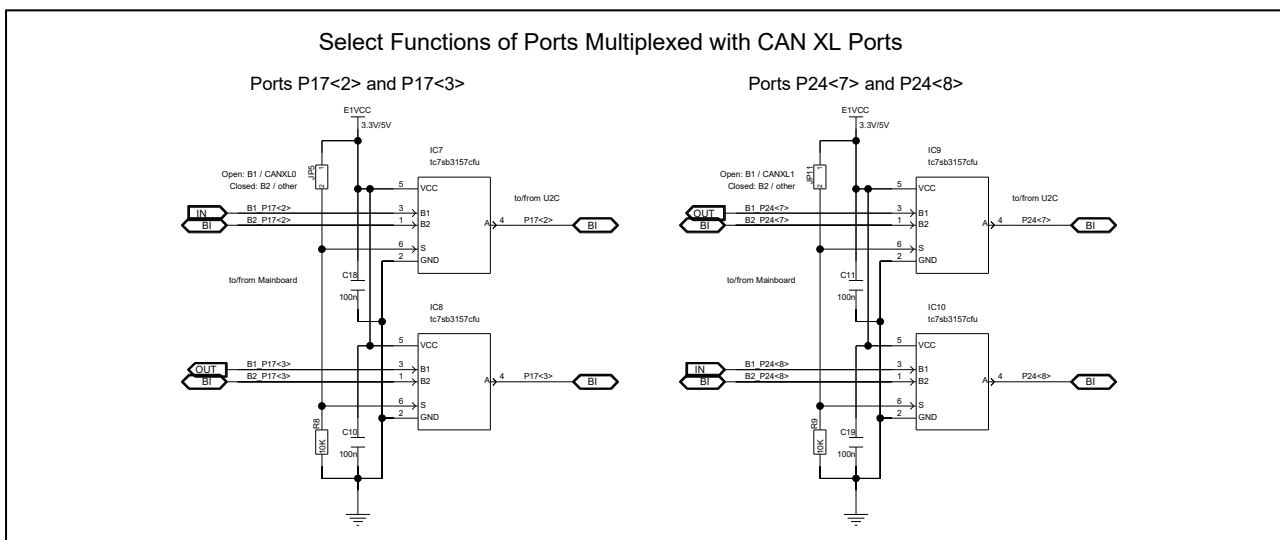 Select Functions of Ports Multiplexed with CAN XL Ports
Ports P17<2> and P17<3>
E1VCC
3.3V/5V
JP5
1
2
Open: B1 / CANXL0
Closed: B2 / other
IC7
tc7sb3157cfu
to/from U2C
IN
B1_P17<2>
BI
B2_P17<2>
5
VCC
3
B1
1
B2
6
S
2
GND
A
4
P17<2>
BI
to/from Mainboard
C18
100n
IC8
tc7sb3157cfu
OUT
B1_P17<3>
BI
B2_P17<3>
5
VCC
3
B1
1
B2
6
S
2
GND
A
4
P17<3>
BI
R8
10K
C10
100n
Ports P24<7> and P24<8>
E1VCC
3.3V/5V
JP11
1
2
Open: B1 / CANXL1
Closed: B2 / other
IC9
tc7sb3157cfu
to/from U2C
OUT
B1_P24<7>
BI
B2_P24<7>
5
VCC
3
B1
1
B2
6
S
2
GND
A
4
P24<7>
BI
to/from Mainboard
C11
100n
IC10
tc7sb3157cfu
IN
B1_P24<8>
BI
B2_P24<8>
5
VCC
3
B1
1
B2
6
S
2
GND
A
4
P24<8>
BI
R9
10K
C19
100n